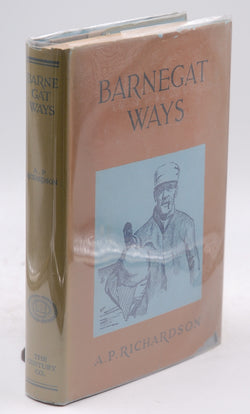 BARNEGAT
WAYS
A.P. RICHARDSON
BARNE
GAT
WAYS
A. P.
RICHARDSON
THE
CENTURY
CO.